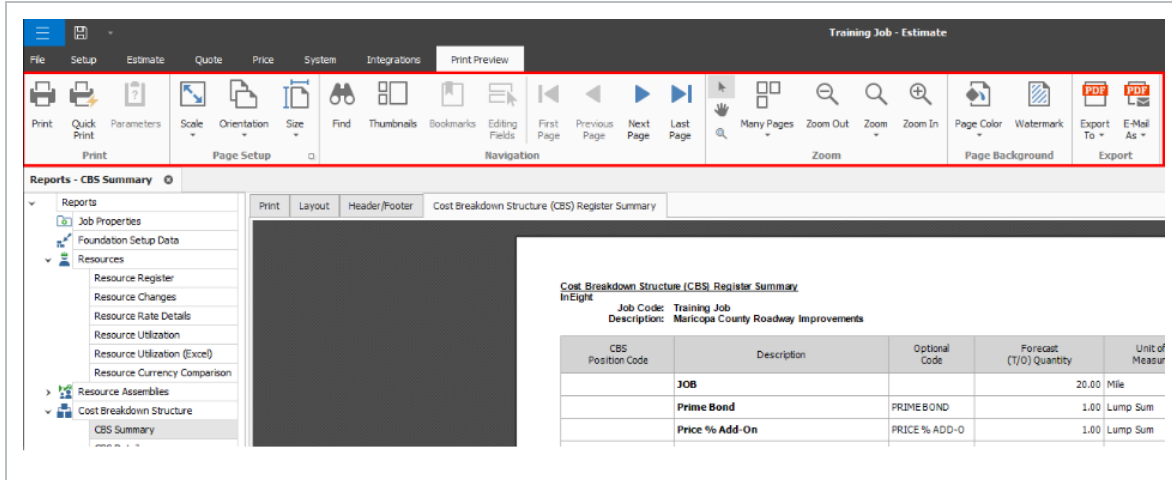 Training Job - Estimate
File Setup Estimate Quote Price System Integrations Print Preview
Print Quick Print Parameters Scale Orientation Size Find Thumbnails Bookmarks Editing Fields First Page Previous Page Next Page Last Page Many Pages Zoom Out Zoom Zoom In Page Color Watermark PDF Export To PDF E-Mail As
Print Page Setup Navigation Zoom Page Background Export
Reports - CBS Summary
Reports
Job Properties
Foundation Setup Data
Resources
Resource Register
Resource Changes
Resource Rate Details
Resource Utilization
Resource Utilization (Excel)
Resource Currency Comparison
Resource Assemblies
Cost Breakdown Structure
CBS Summary
Print Layout Header/Footer Cost Breakdown Structure (CBS) Register Summary
Cost Breakdown Structure (CBS) Register Summary
InEight
Job Code: Training Job
Description: Maricopa County Roadway Improvements
CBS Position Code Description Optional Code Forecast (T/O) Quantity Unit of Measur
JOB 20.00 Mile
Prime Bond PRIMEBOND 1.00 Lump Sum
Price % Add-On PRICE % ADD-O 1.00 Lump Sum